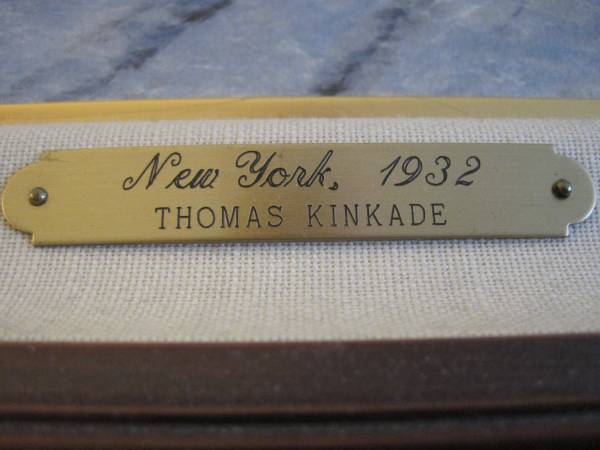 New York, 1932
THOMAS KINKADE